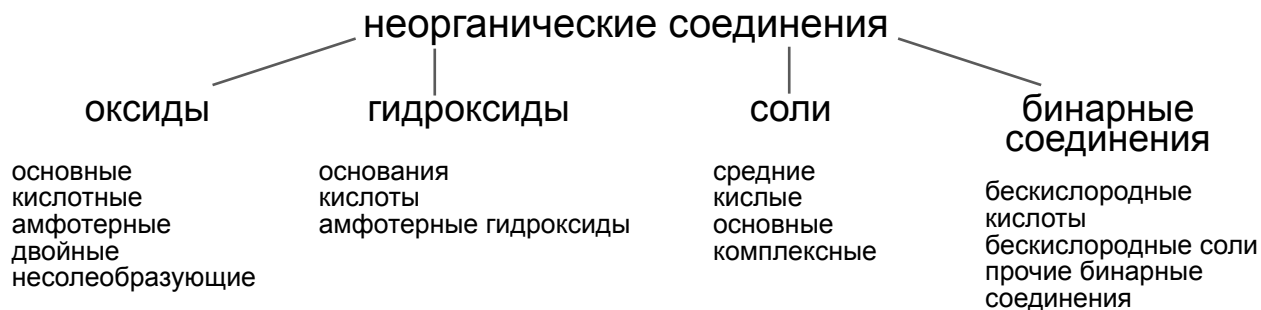 неорганические соединения
оксиды
основные
кислотные
амфотерные
двойные
несолеобразующие
гидроксиды
основания
кислоты
амфотерные гидроксиды
соли
средние
кислые
основные
комплексные
бинарные
соединения
бескислородные
кислоты
бескислородные соли
прочие бинарные
соединения